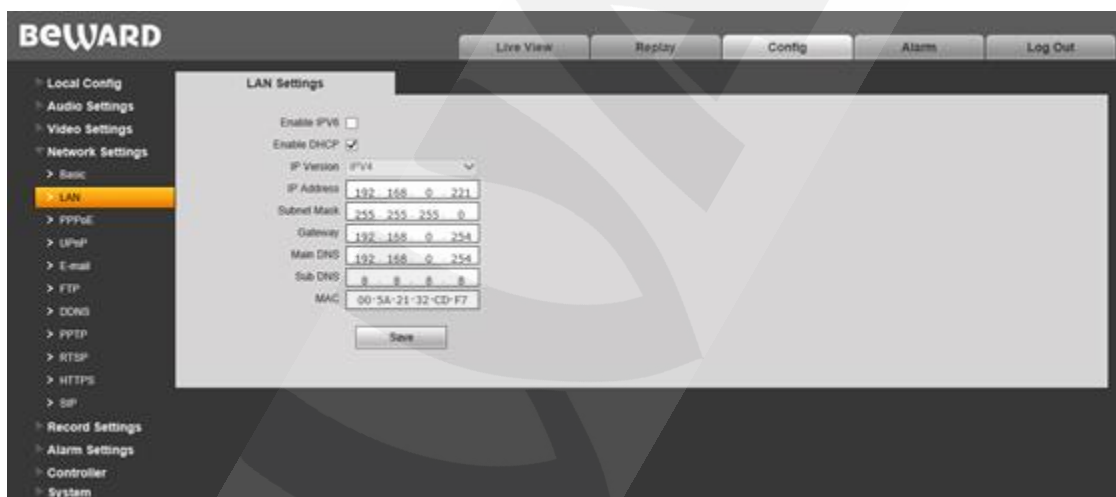 BEWARD
Live View
Replay
Config
Alarm
Log Out
Local Config
Audio Settings
Video Settings
Network Settings
> Basic
> LAN
> PPPoE
> UPnP
> E-mail
> FTP
> DDNS
> PPTP
> RTSP
> HTTPS
> SIP
Record Settings
Alarm Settings
Controller
System
LAN Settings
Enable IPV6
Enable DHCP
IP Version IPV4
IP Address 192 . 168 . 0 . 221
Subnet Mask 255 . 255 . 255 . 0
Gateway 192 . 168 . 0 . 254
Main DNS 192 . 168 . 0 . 254
Sub DNS 8 . 8 . 8 . 8
MAC 00-5A-21-32-CD-F7
Save